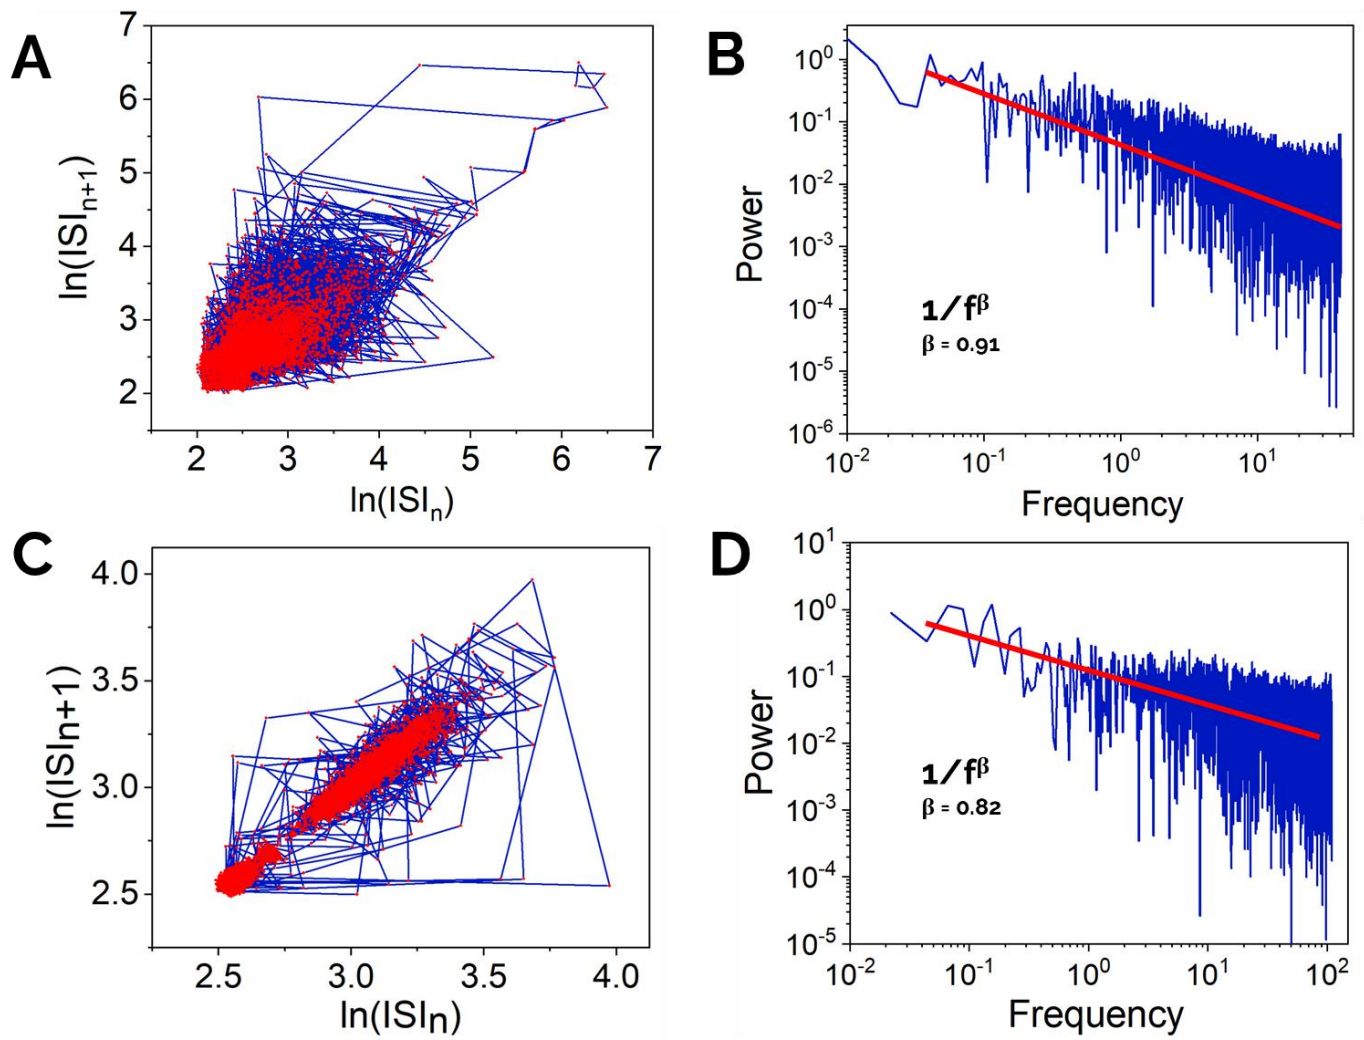 A
7
6
5
4
3
2
ln(ISIn+1)
2 3 4 5 6 7
ln(ISIn)
B
10^0
10^-1
10^-2
10^-3
10^-4
10^-5
10^-6
Power
1/f^β
β = 0.91
10^-2 10^-1 10^0 10^1
Frequency
C
4.0
3.5
3.0
2.5
ln(ISIn+1)
2.5 3.0 3.5 4.0
ln(ISIn)
D
10^1
10^0
10^-1
10^-2
10^-3
10^-4
10^-5
Power
1/f^β
β = 0.82
10^-2 10^-1 10^0 10^1 10^2
Frequency